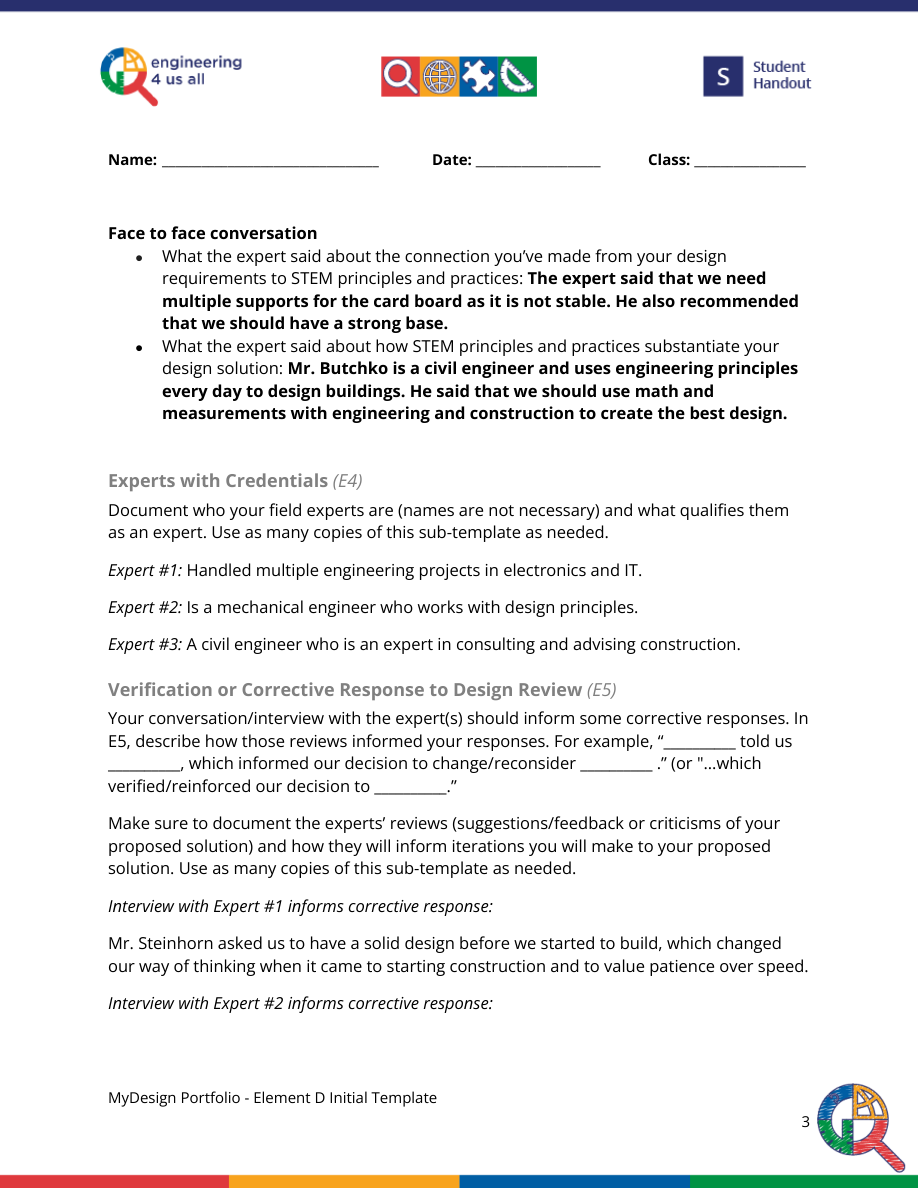 engineering
4 us all
S
Student
Handout
Name: ___________________________ Date: ________________ Class: ______________
Face to face conversation
● What the expert said about the connection you’ve made from your design
requirements to STEM principles and practices: The expert said that we need
multiple supports for the card board as it is not stable. He also recommended
that we should have a strong base.
● What the expert said about how STEM principles and practices substantiate your
design solution: Mr. Butchko is a civil engineer and uses engineering principles
every day to design buildings. He said that we should use math and
measurements with engineering and construction to create the best design.
Experts with Credentials (E4)
Document who your field experts are (names are not necessary) and what qualifies them
as an expert. Use as many copies of this sub-template as needed.
Expert #1: Handled multiple engineering projects in electronics and IT.
Expert #2: Is a mechanical engineer who works with design principles.
Expert #3: A civil engineer who is an expert in consulting and advising construction.
Verification or Corrective Response to Design Review (E5)
Your conversation/interview with the expert(s) should inform some corrective responses. In
E5, describe how those reviews informed your responses. For example, “_________ told us
_________, which informed our decision to change/reconsider _________ .” (or "...which
verified/reinforced our decision to _________.”
Make sure to document the experts’ reviews (suggestions/feedback or criticisms of your
proposed solution) and how they will inform iterations you will make to your proposed
solution. Use as many copies of this sub-template as needed.
Interview with Expert #1 informs corrective response:
Mr. Steinhorn asked us to have a solid design before we started to build, which changed
our way of thinking when it came to starting construction and to value patience over speed.
Interview with Expert #2 informs corrective response:
MyDesign Portfolio - Element D Initial Template
3